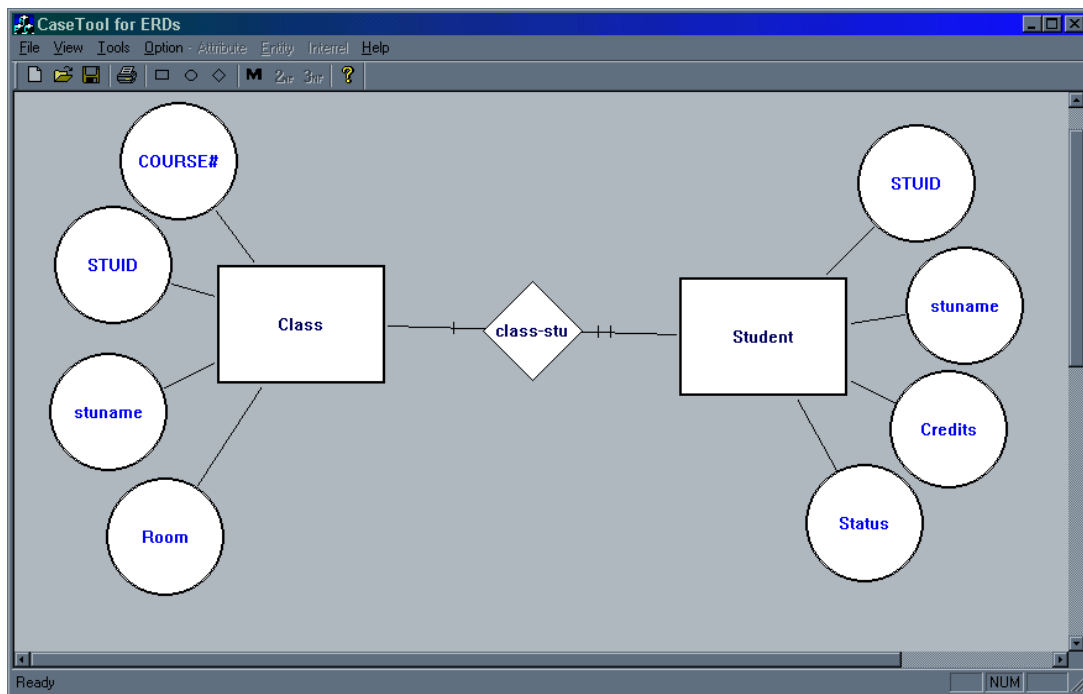 CaseTool for ERDs
File View Tools Option - Attribute Entity Interrel Help
M 2NF 3NF ?
COURSE#
STUID
STUID
stuname
Class
class-stu
Student
stuname
Credits
Room
Status
Ready
NUM